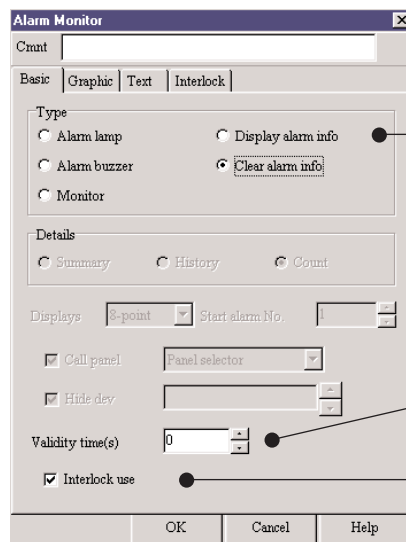 Alarm Monitor
Cmnt
Basic Graphic Text Interlock
Type
Alarm lamp Display alarm info
Alarm buzzer Clear alarm info
Monitor
Details
Summary History Count
Displays 8-point Start alarm No. 1
Call panel Panel selector
Hide dev
Validity time(s) 0
Interlock use
OK Cancel Help